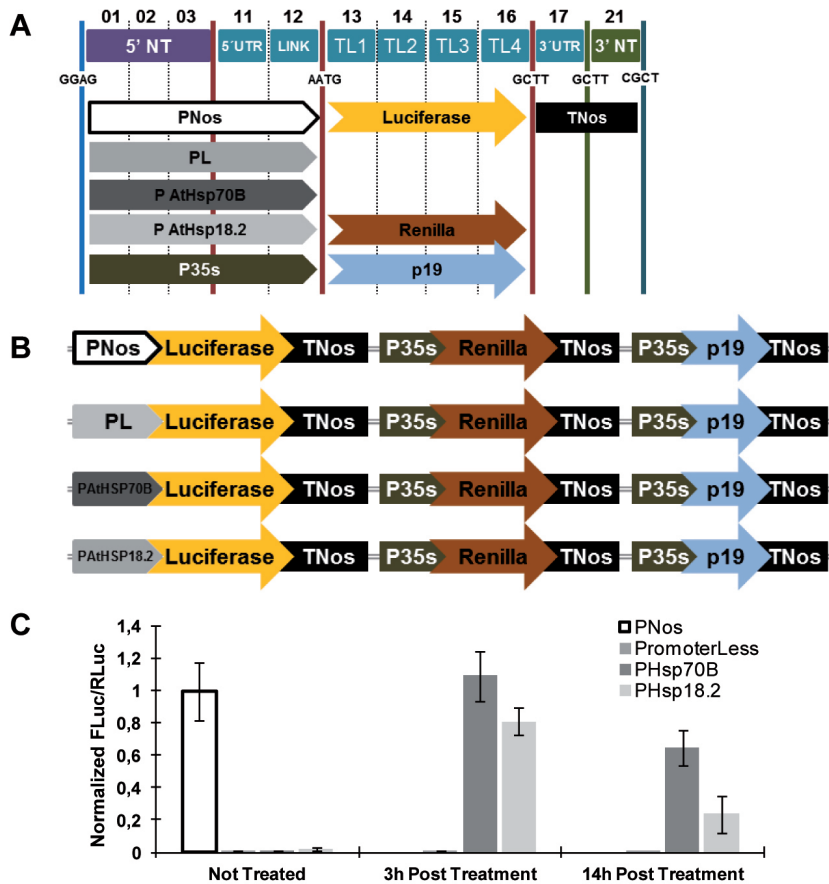 A
01 02 03 11 12 13 14 15 16 17 21
5' NT 5´UTR LINK TL1 TL2 TL3 TL4 3´UTR 3' NT
GGAG AATG GCTT GCTT CGCT
PNos Luciferase TNos
PL
P AtHsp70B
P AtHsp18.2 Renilla
P35s p19
B
PNos Luciferase TNos P35s Renilla TNos P35s p19 TNos
PL Luciferase TNos P35s Renilla TNos P35s p19 TNos
PAtHSP70B Luciferase TNos P35s Renilla TNos P35s p19 TNos
PAtHSP18.2 Luciferase TNos P35s Renilla TNos P35s p19 TNos
C
Normalized FLuc/RLuc
1,4
1,2
1
0,8
0,6
0,4
0,2
0
PNos
PromoterLess
PHsp70B
PHsp18.2
Not Treated 3h Post Treatment 14h Post Treatment